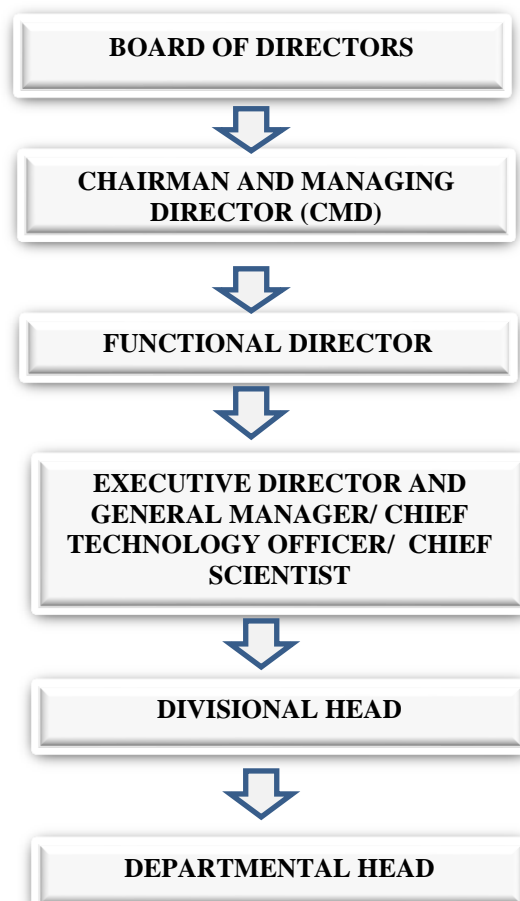 BOARD OF DIRECTORS
CHAIRMAN AND MANAGING
DIRECTOR (CMD)
FUNCTIONAL DIRECTOR
EXECUTIVE DIRECTOR AND
GENERAL MANAGER/ CHIEF
TECHNOLOGY OFFICER/ CHIEF
SCIENTIST
DIVISIONAL HEAD
DEPARTMENTAL HEAD